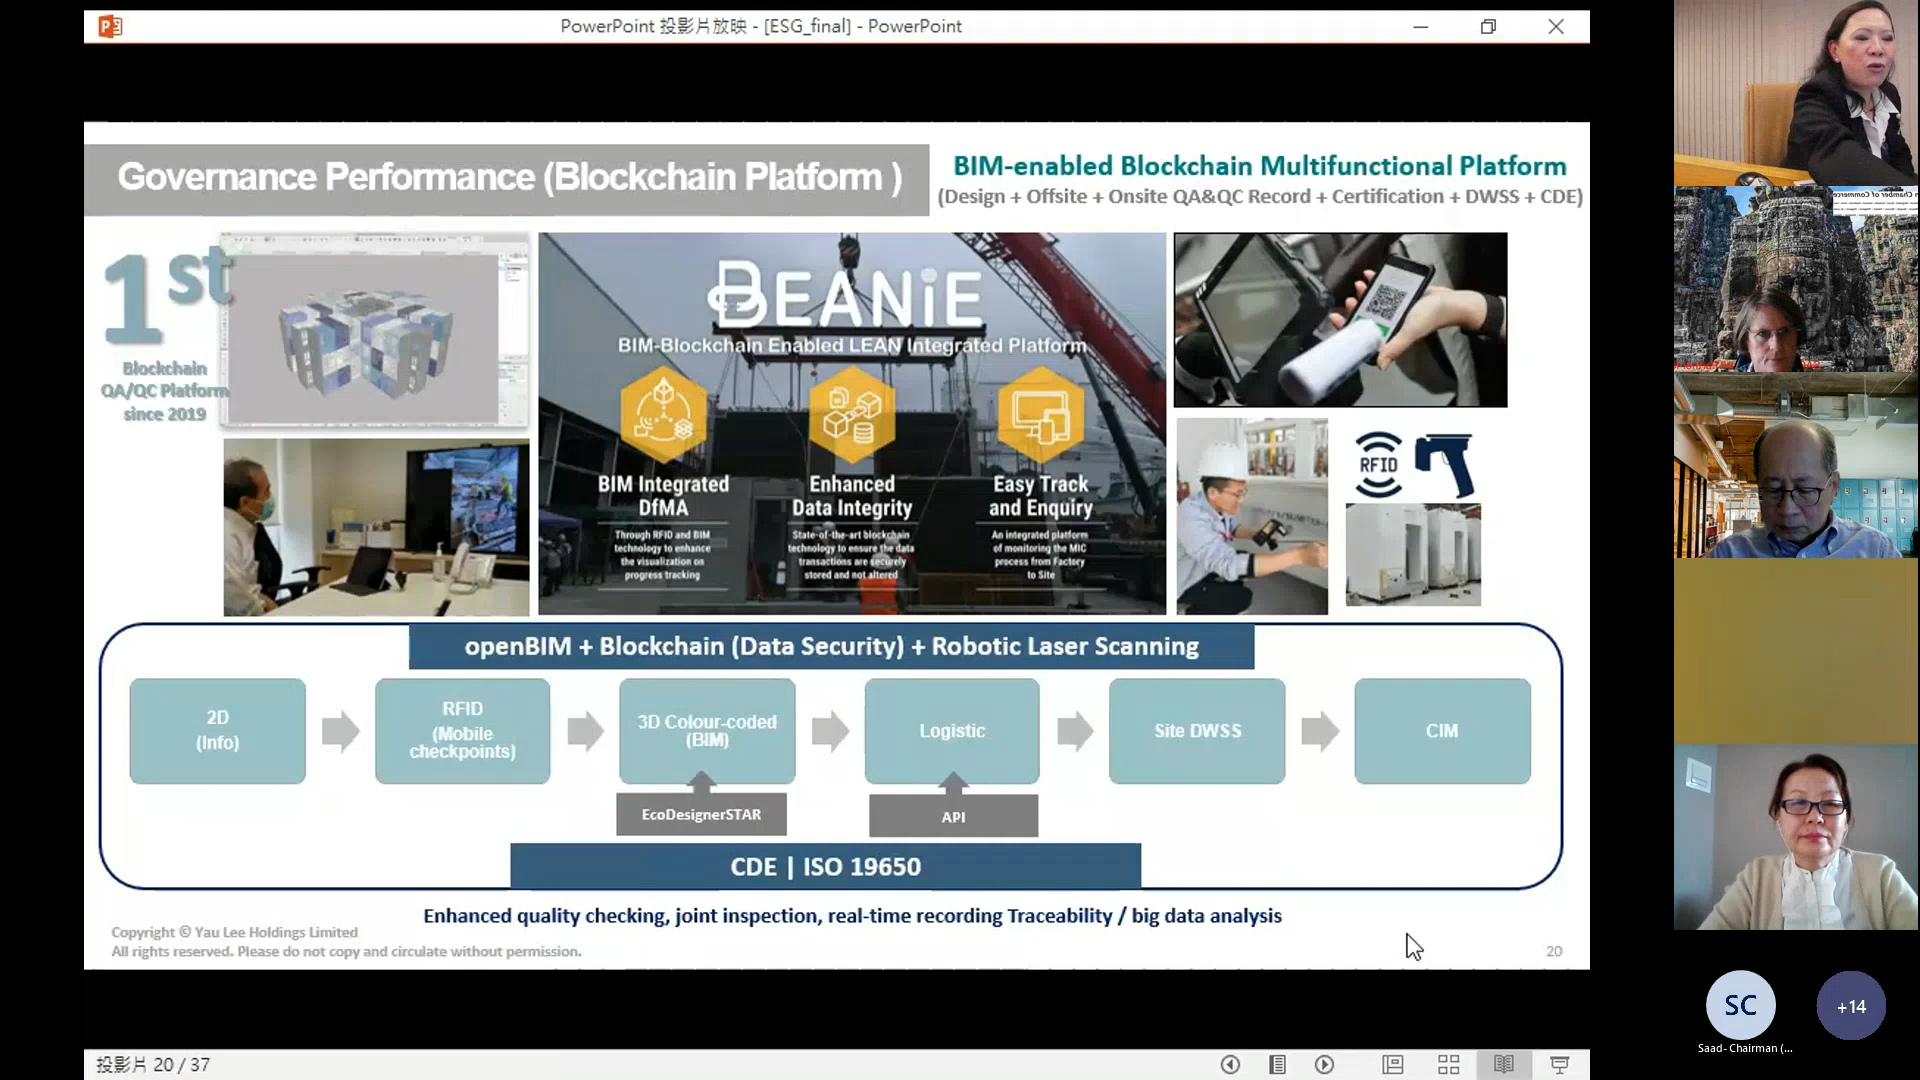 PowerPoint 投影片放映 - [ESG_final] - PowerPoint
Governance Performance (Blockchain Platform )
BIM-enabled Blockchain Multifunctional Platform
(Design + Offsite + Onsite QA&QC Record + Certification + DWSS + CDE)
1st
Blockchain
QA/QC Platform
since 2019
BEANiE
BIM-Blockchain Enabled LEAN Integrated Platform
BIM Integrated
DfMA
Through RFID and BIM
technology to enhance
the visualization on
progress tracking
Enhanced
Data Integrity
State-of-the-art blockchain
technology to ensure the data
transactions are securely
stored and not altered
Easy Track
and Enquiry
An integrated platform
of monitoring the MIC
process from Factory
to Site
RFID
openBIM + Blockchain (Data Security) + Robotic Laser Scanning
2D
(Info)
RFID
(Mobile
checkpoints)
3D Colour-coded
(BIM)
Logistic
Site DWSS
CIM
EcoDesignerSTAR
API
CDE | ISO 19650
Enhanced quality checking, joint inspection, real-time recording Traceability / big data analysis
Copyright © Yau Lee Holdings Limited
All rights reserved. Please do not copy and circulate without permission.
20
投影片 20 / 37
Chamber of Commerce
SC
+14
Saad- Chairman (...